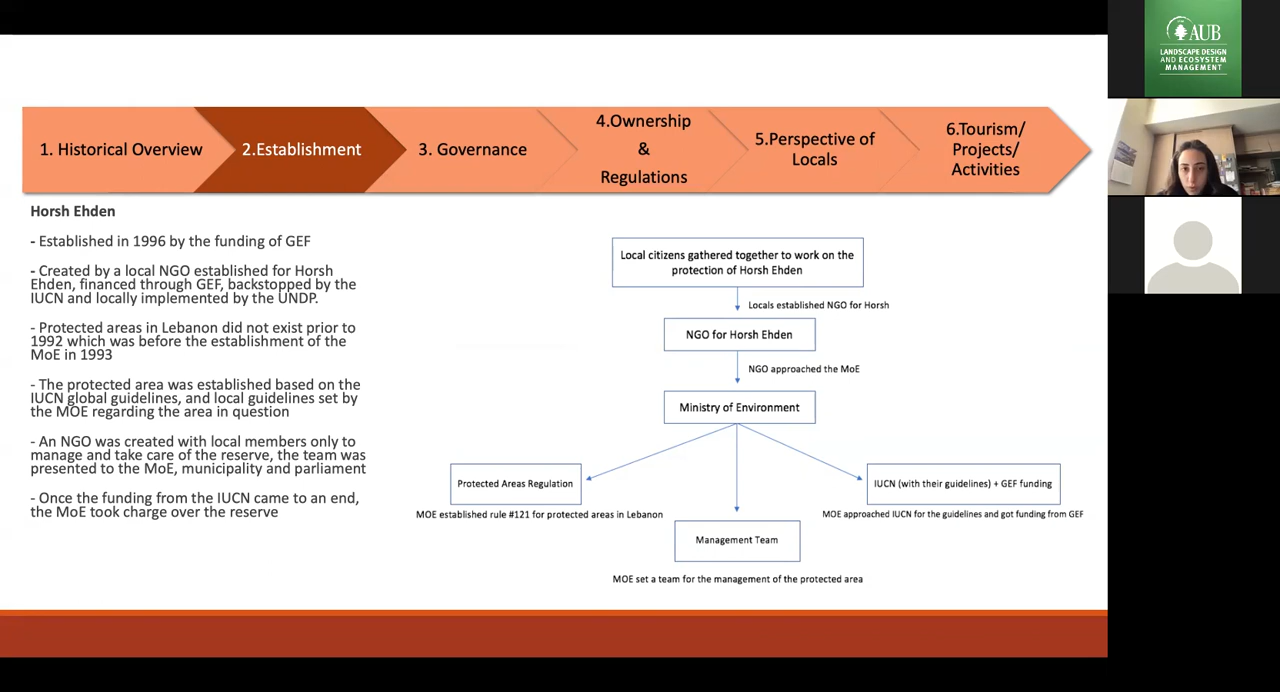 AUB
LANDSCAPE DESIGN
AND ECOSYSTEM
MANAGEMENT
1. Historical Overview
2.Establishment
3. Governance
4.Ownership
&
Regulations
5.Perspective of
Locals
6.Tourism/
Projects/
Activities
Horsh Ehden
- Established in 1996 by the funding of GEF
- Created by a local NGO established for Horsh
Ehden, financed through GEF, backstopped by the
IUCN and locally implemented by the UNDP.
- Protected areas in Lebanon did not exist prior to
1992 which was before the establishment of the
MoE in 1993
- The protected area was established based on the
IUCN global guidelines, and local guidelines set by
the MOE regarding the area in question
- An NGO was created with local members only to
manage and take care of the reserve, the team was
presented to the MoE, municipality and parliament
- Once the funding from the IUCN came to an end,
the MoE took charge over the reserve
Local citizens gathered together to work on the
protection of Horsh Ehden
Locals established NGO for Horsh
NGO for Horsh Ehden
NGO approached the MoE
Ministry of Environment
Protected Areas Regulation
MOE established rule #121 for protected areas in Lebanon
Management Team
MOE set a team for the management of the protected area
IUCN (with their guidelines) + GEF funding
MOE approached IUCN for the guidelines and got funding from GEF